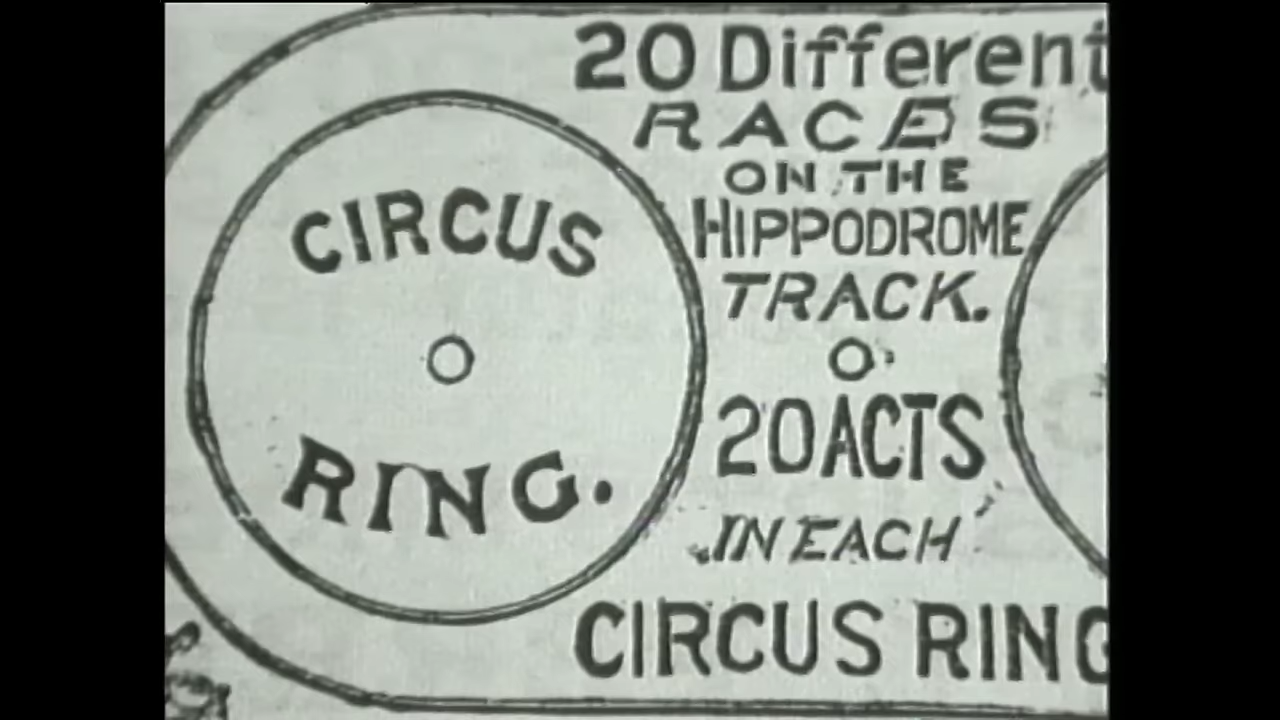 CIRCUS
RING.
20 Different
RACES
ON THE
HIPPODROME
TRACK.
20 ACTS
IN EACH
CIRCUS RING